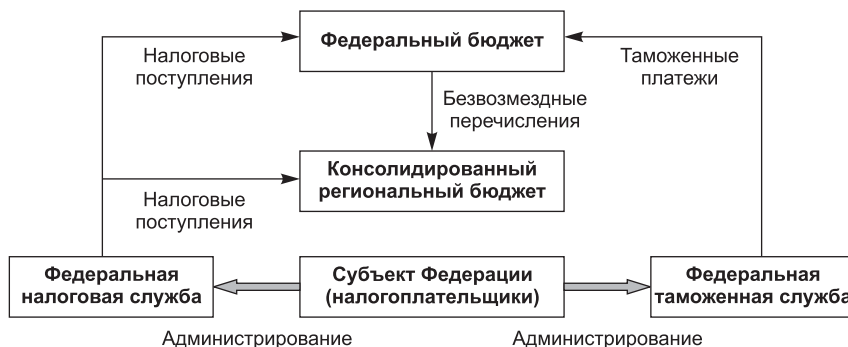 Федеральный бюджет
Налоговые
поступления
Таможенные
платежи
Безвозмездные
перечисления
Консолидированный
региональный бюджет
Налоговые
поступления
Федеральная
налоговая служба
Субъект Федерации
(налогоплательщики)
Федеральная
таможенная служба
Администрирование
Администрирование